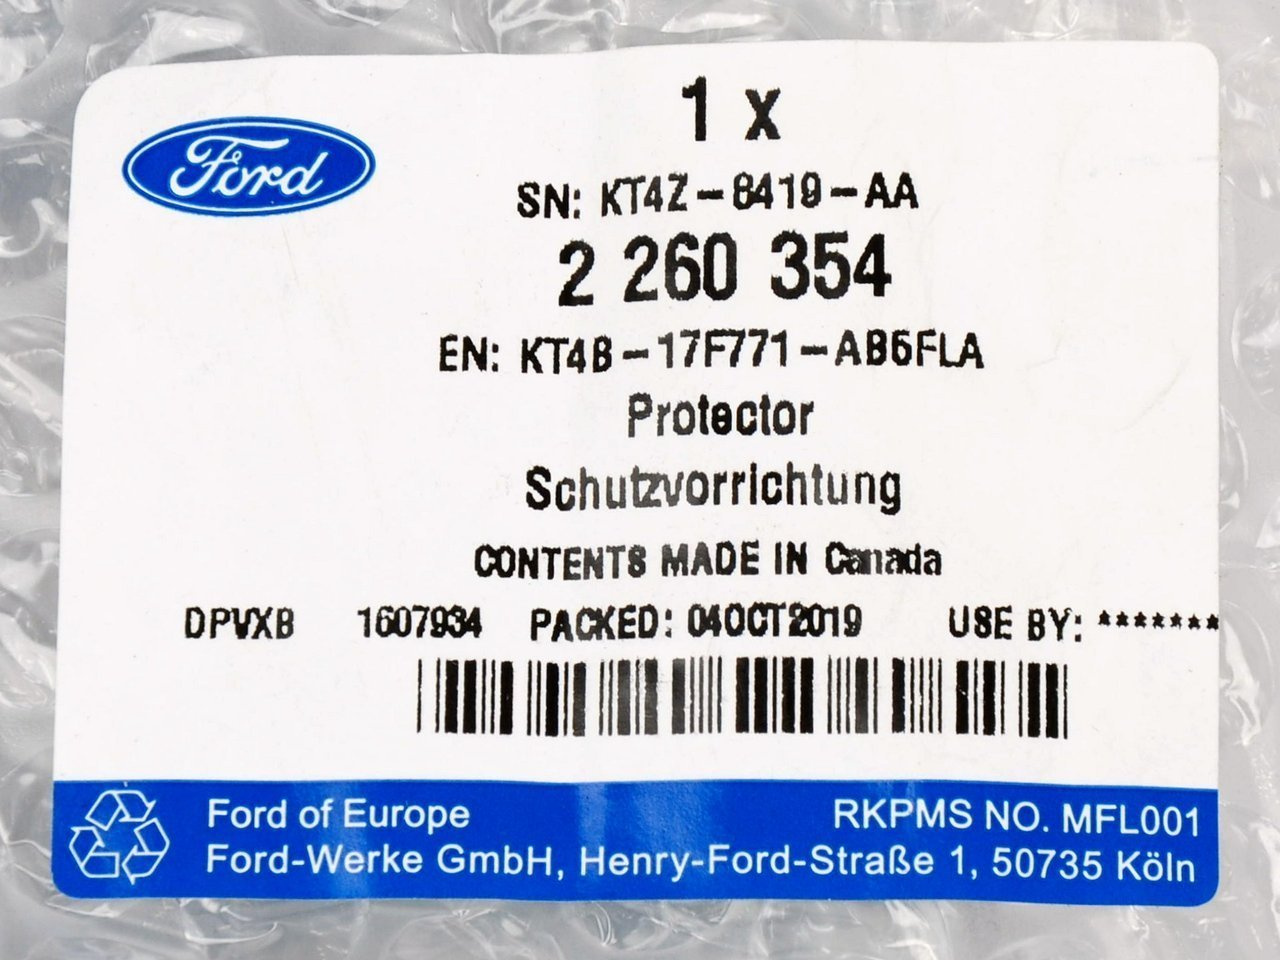 1 x
Ford
SN: KT4Z-8419-AA
2 260 354
EN: KT4B-17F771-AB5FLA
Protector
Schutzvorrichtung
CONTENTS MADE IN Canada
DPVXB 1607934 PACKED: 04OCT2019 USE BY: *******
Ford of Europe RKPMS NO. MFL001
Ford-Werke GmbH, Henry-Ford-Straße 1, 50735 Köln